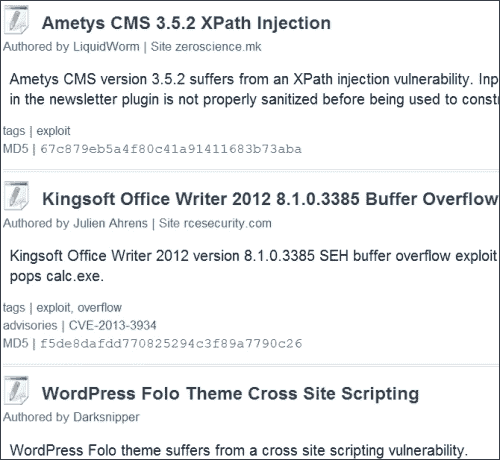 Ametys CMS 3.5.2 XPath Injection
Authored by LiquidWorm | Site zeroscience.mk
Ametys CMS version 3.5.2 suffers from an XPath injection vulnerability.
in the newsletter plugin is not properly sanitized before being used to
tags | exploit
MD5 | 67c879eb5a4f80c41a91411683b73aba
Kingsoft Office Writer 2012 8.1.0.3385 Buffer Overflow
Authored by Julien Ahrens | Site rcesecurity.com
Kingsoft Office Writer 2012 version 8.1.0.3385 SEH buffer overflow exploit
pops calc.exe.
tags | exploit, overflow
advisories | CVE-2013-3934
MD5 | f5de8dafdd770825294c3f89a7790c26
WordPress Folo Theme Cross Site Scripting
Authored by Darksnipper
WordPress Folo theme suffers from a cross site scripting vulnerability.